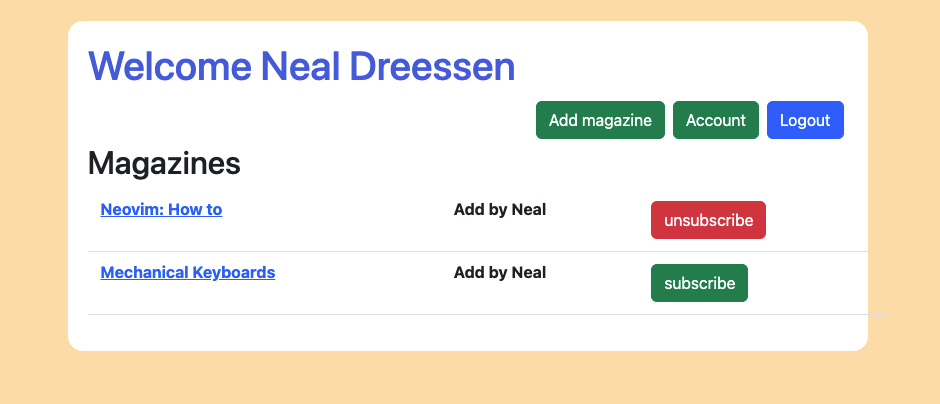 Welcome Neal Dreessen
Add magazine Account Logout
Magazines
Neovim: How to Add by Neal unsubscribe
Mechanical Keyboards Add by Neal subscribe